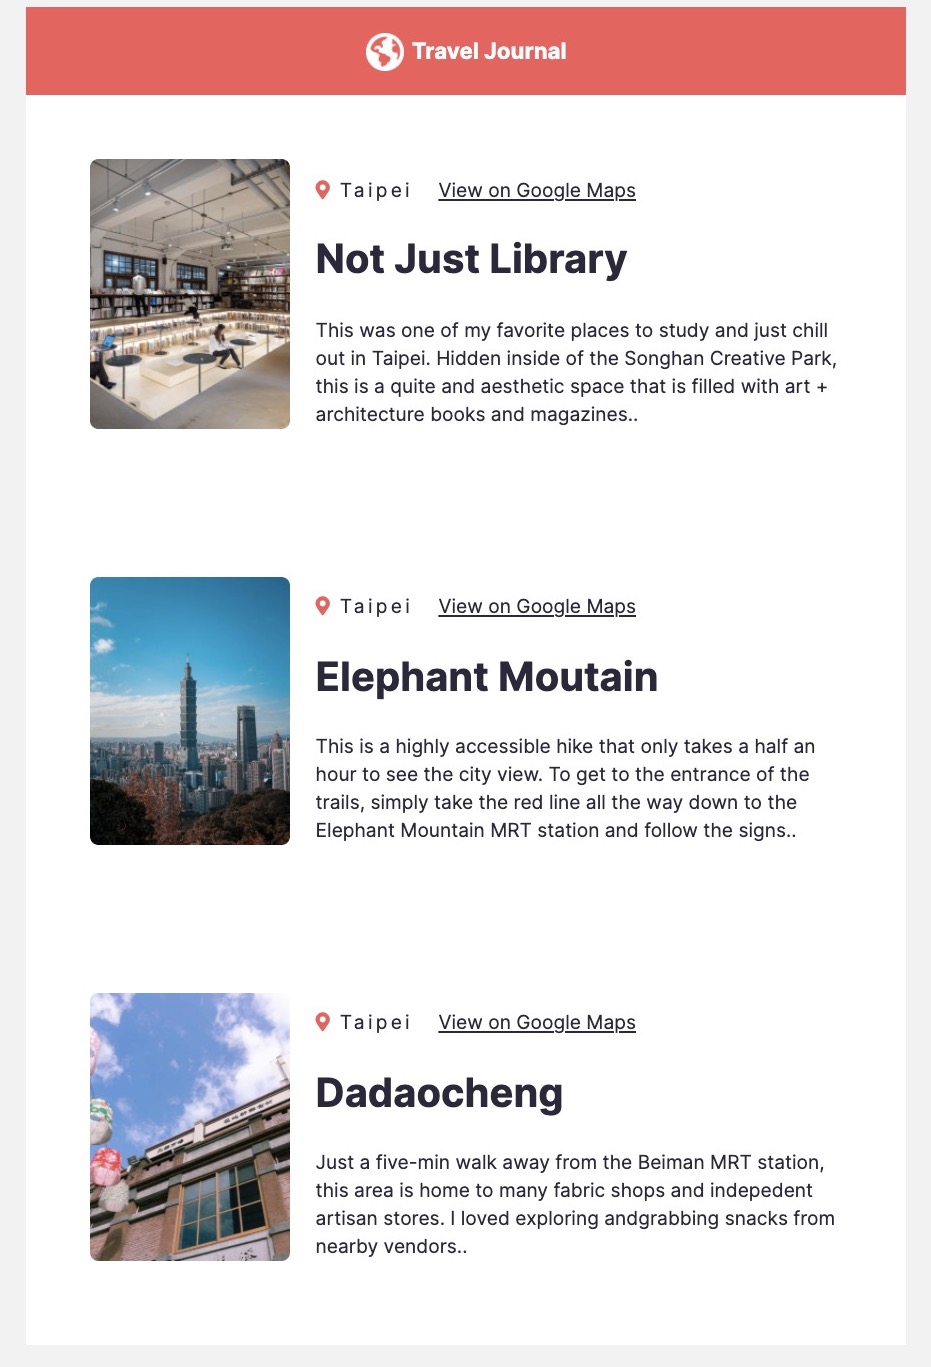 Travel Journal
Taipei View on Google Maps
Not Just Library
This was one of my favorite places to study and just chill
out in Taipei. Hidden inside of the Songhan Creative Park,
this is a quite and aesthetic space that is filled with art +
architecture books and magazines..
Taipei View on Google Maps
Elephant Moutain
This is a highly accessible hike that only takes a half an
hour to see the city view. To get to the entrance of the
trails, simply take the red line all the way down to the
Elephant Mountain MRT station and follow the signs..
Taipei View on Google Maps
Dadaocheng
Just a five-min walk away from the Beiman MRT station,
this area is home to many fabric shops and indepedent
artisan stores. I loved exploring andgrabbing snacks from
nearby vendors..